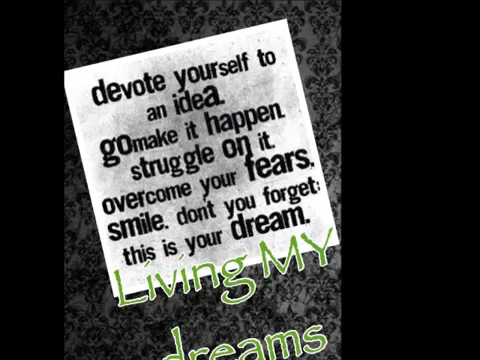 devote yourself to
an idea.
go make it happen.
struggle on it.
overcome your fears.
smile. dont you forget:
this is your dream.
Living MY
dreams